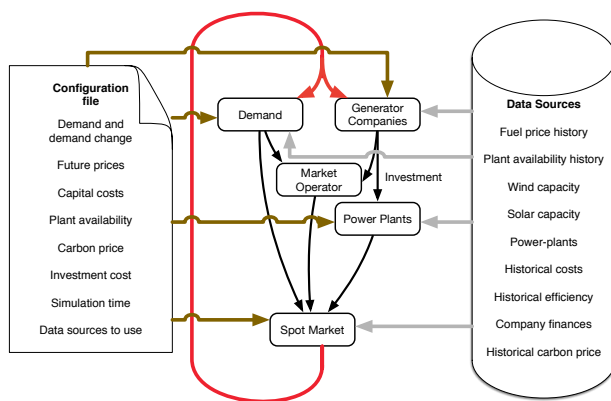 Configuration
file
Demand and
demand change
Future prices
Capital costs
Plant availability
Carbon price
Investment cost
Simulation time
Data sources to use
Demand
Generator
Companies
Market
Operator
Investment
Power Plants
Spot Market
Data Sources
Fuel price history
Plant availability history
Wind capacity
Solar capacity
Power-plants
Historical costs
Historical efficiency
Company finances
Historical carbon price